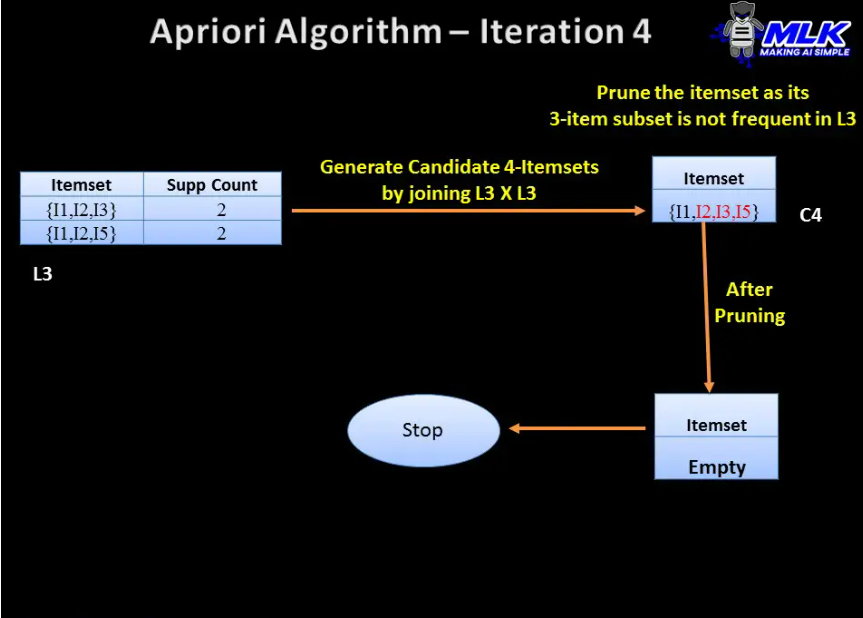 Apriori Algorithm – Iteration 4
MLK
MAKING AI SIMPLE
Prune the itemset as its
3-item subset is not frequent in L3
Generate Candidate 4-Itemsets
by joining L3 X L3
Itemset Supp Count
{I1,I2,I3} 2
{I1,I2,I5} 2
L3
Itemset
{I1,I2,I3,I5}
C4
After
Pruning
Itemset
Empty
Stop